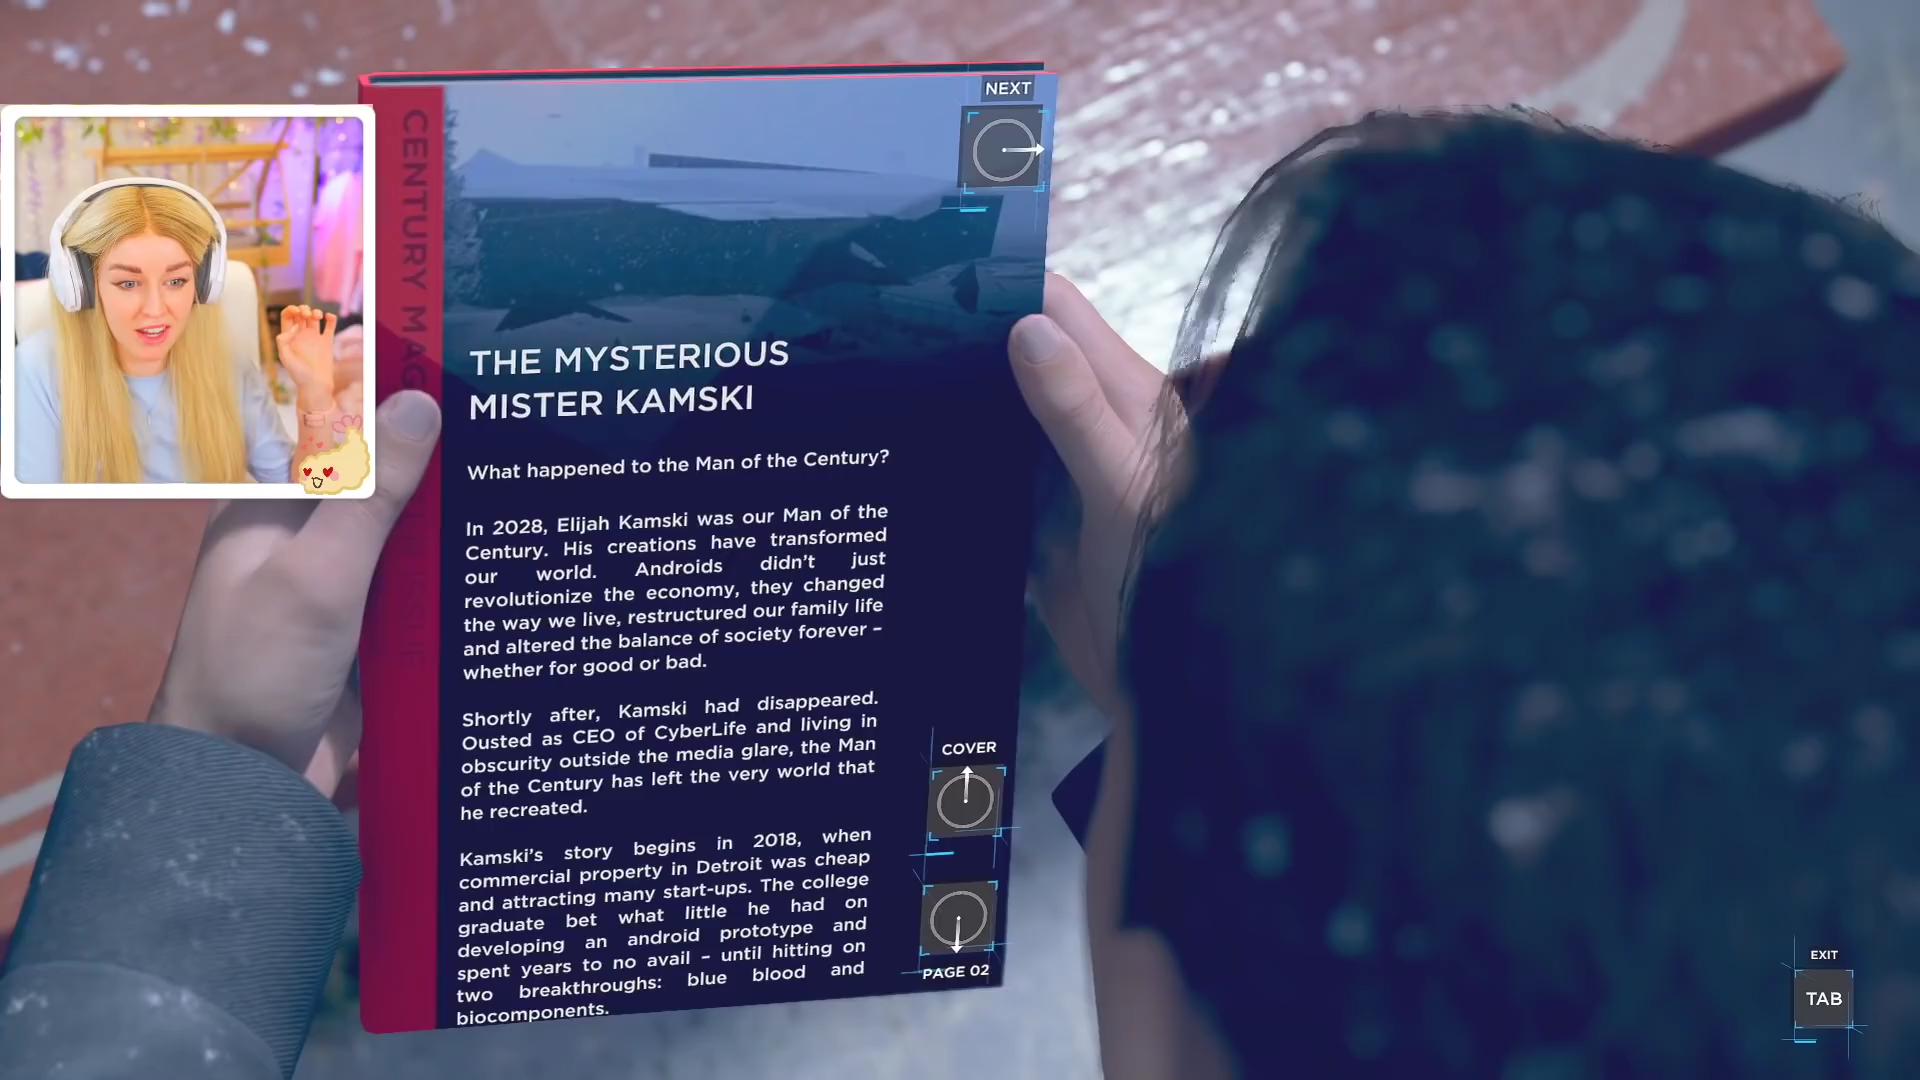 NEXT
CENTURY MAG
THE MYSTERIOUS
MISTER KAMSKI
What happened to the Man of the Century?
In 2028, Elijah Kamski was our Man of the
Century. His creations have transformed
our world. Androids didn't just
revolutionize the economy, they changed
the way we live, restructured our family life
and altered the balance of society forever –
whether for good or bad.
Shortly after, Kamski had disappeared.
Ousted as CEO of CyberLife and living in
obscurity outside the media glare, the Man
of the Century has left the very world that
he recreated.
Kamski's story begins in 2018, when
commercial property in Detroit was cheap
and attracting many start-ups. The college
graduate bet what little he had on
developing an android prototype and
spent years to no avail – until hitting on
two breakthroughs: blue blood and
biocomponents.
COVER
PAGE 02
EXIT
TAB